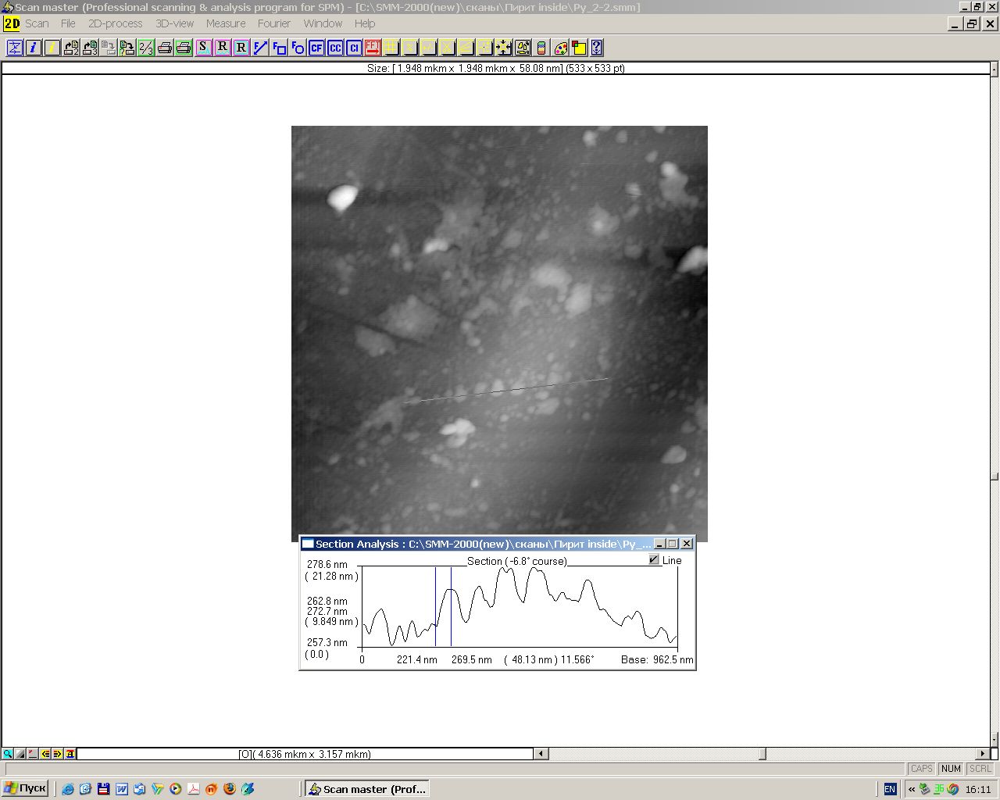 Scan master (Professional scanning & analysis program for SPM) - [C:\SMM-2000(new)\сканы\Пирит inside\Py_2-2.smm]
2D Scan File 2D-process 3D-view Measure Fourier Window Help
i i 2 3 2 2/3 S R R F F F CF CC CI FFT ?
Size: [ 1.948 mkm x 1.948 mkm x 58.08 nm] (533 x 533 pt)
Section Analysis : C:\SMM-2000(new)\сканы\Пирит inside\Py_...
Section ( -6.8° course)
Line
278.6 nm
( 21.28 nm )
262.8 nm
272.7 nm
( 9.849 nm )
257.3 nm
( 0.0 )
0 221.4 nm 269.5 nm ( 48.13 nm ) 11.566° Base: 962.5 nm
[O]( 4.636 mkm x 3.157 mkm)
CAPS NUM SCRL
Пуск Scan master (Prof... EN « 16:11